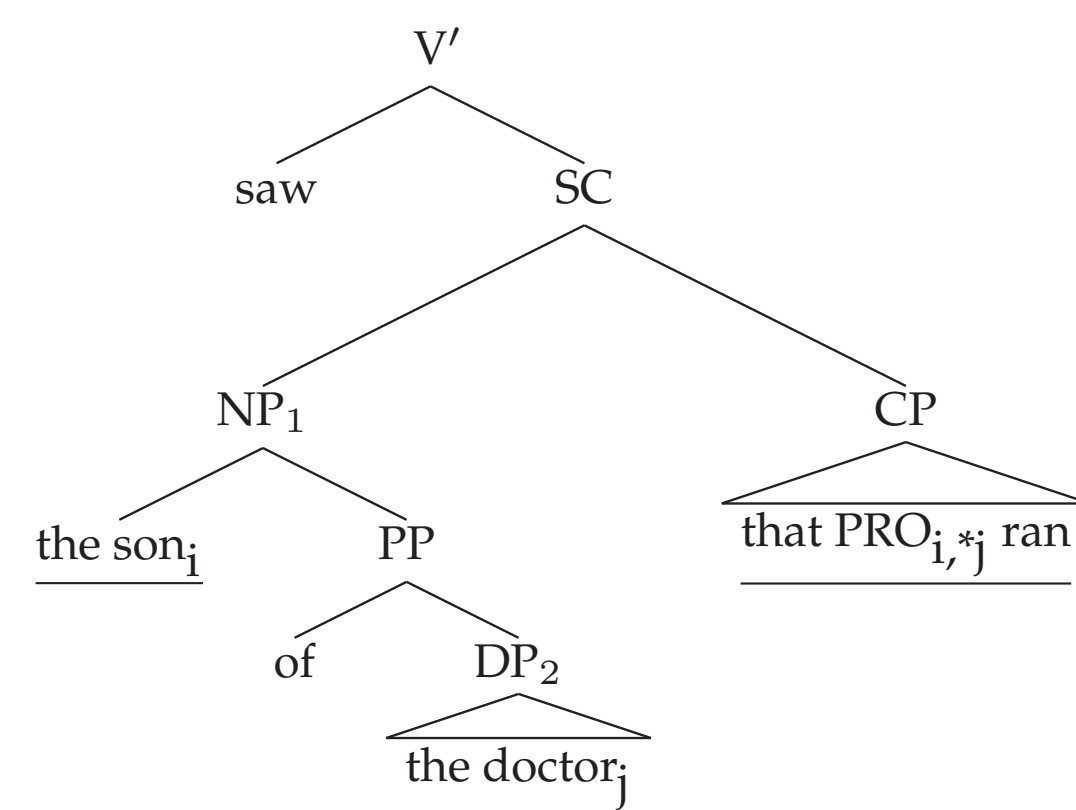 V′
saw SC
NP₁ CP
the sonᵢ PP that PROi,*j ran
of DP₂
the doctorⱼ